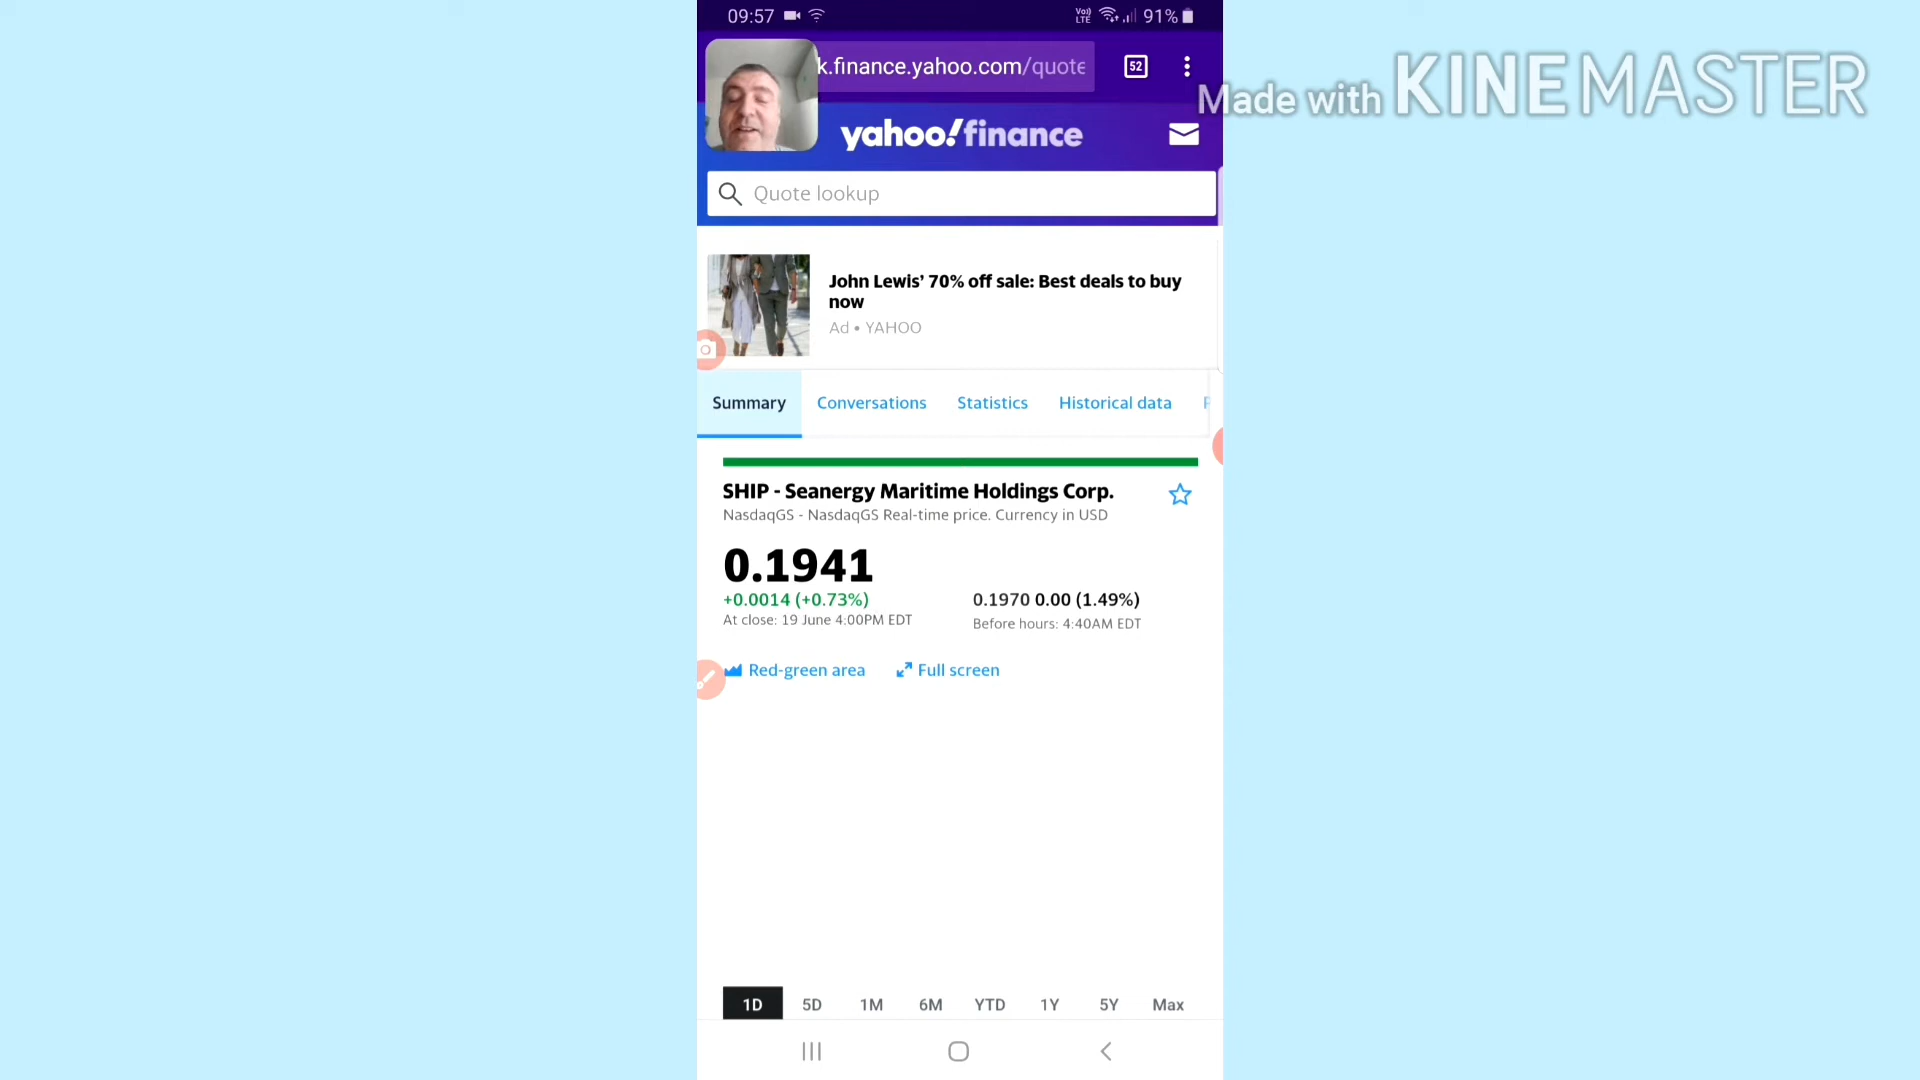 09:57
Vo)) LTE 91%
k.finance.yahoo.com/quote
52
Made with KINEMASTER
yahoo!finance
Quote lookup
John Lewis’ 70% off sale: Best deals to buy
now
Ad • YAHOO
Summary Conversations Statistics Historical data
SHIP - Seanergy Maritime Holdings Corp.
NasdaqGS - NasdaqGS Real-time price. Currency in USD
0.1941
+0.0014 (+0.73%)
At close: 19 June 4:00PM EDT
0.1970 0.00 (1.49%)
Before hours: 4:40AM EDT
Red-green area Full screen
1D 5D 1M 6M YTD 1Y 5Y Max